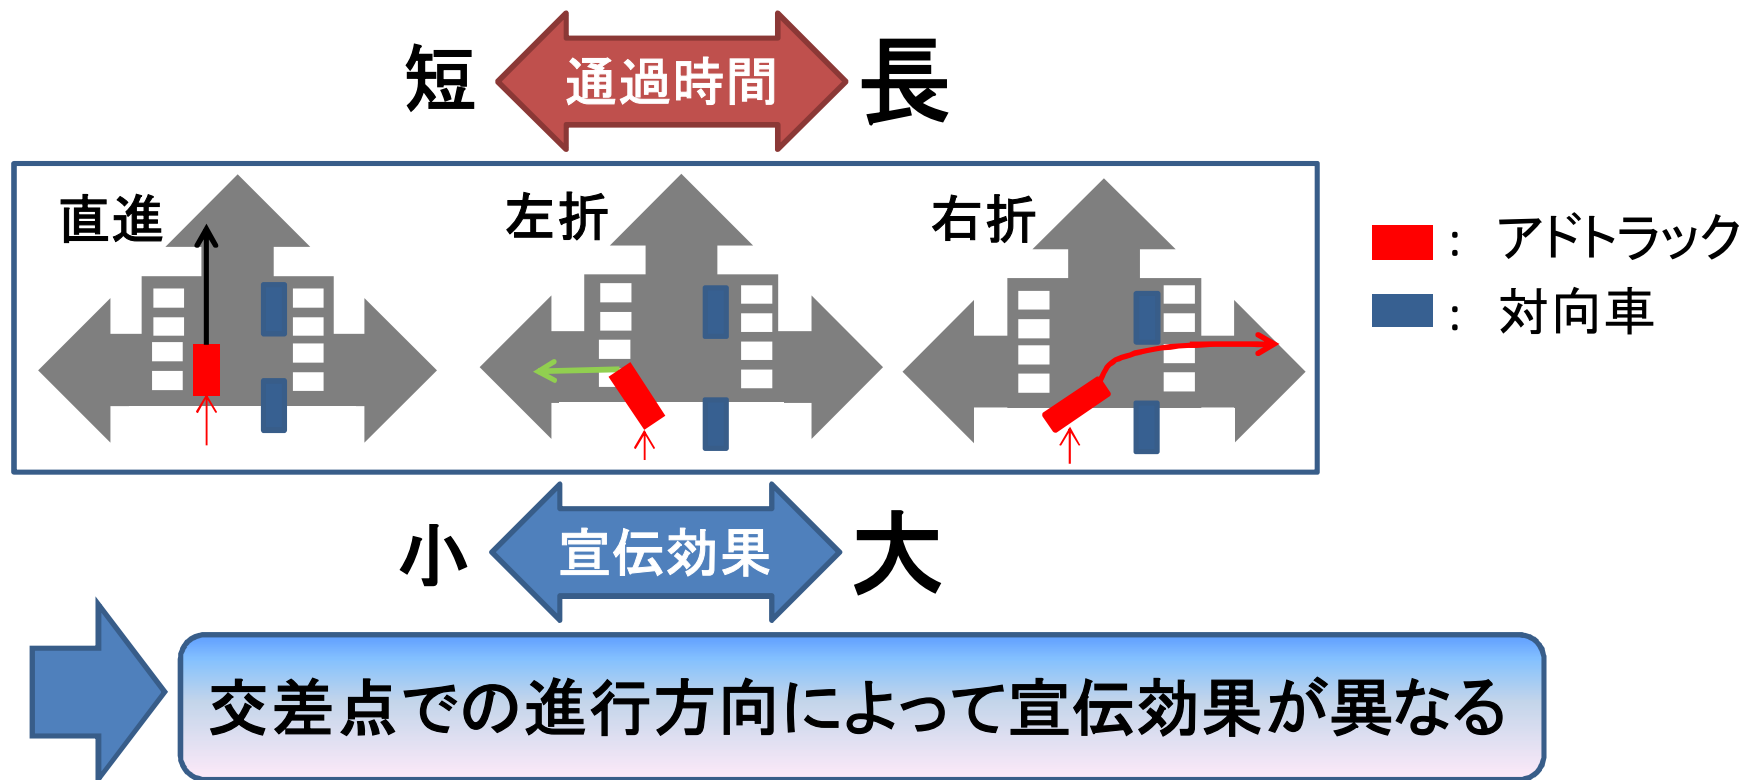 短 通過時間 長
直進 左折 右折
: アドトラック
: 対向車
小 宣伝効果 大
交差点での進行方向によって宣伝効果が異なる